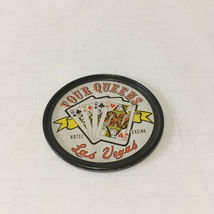 FOUR QUEENS
HOTEL CASINO
Las Vegas